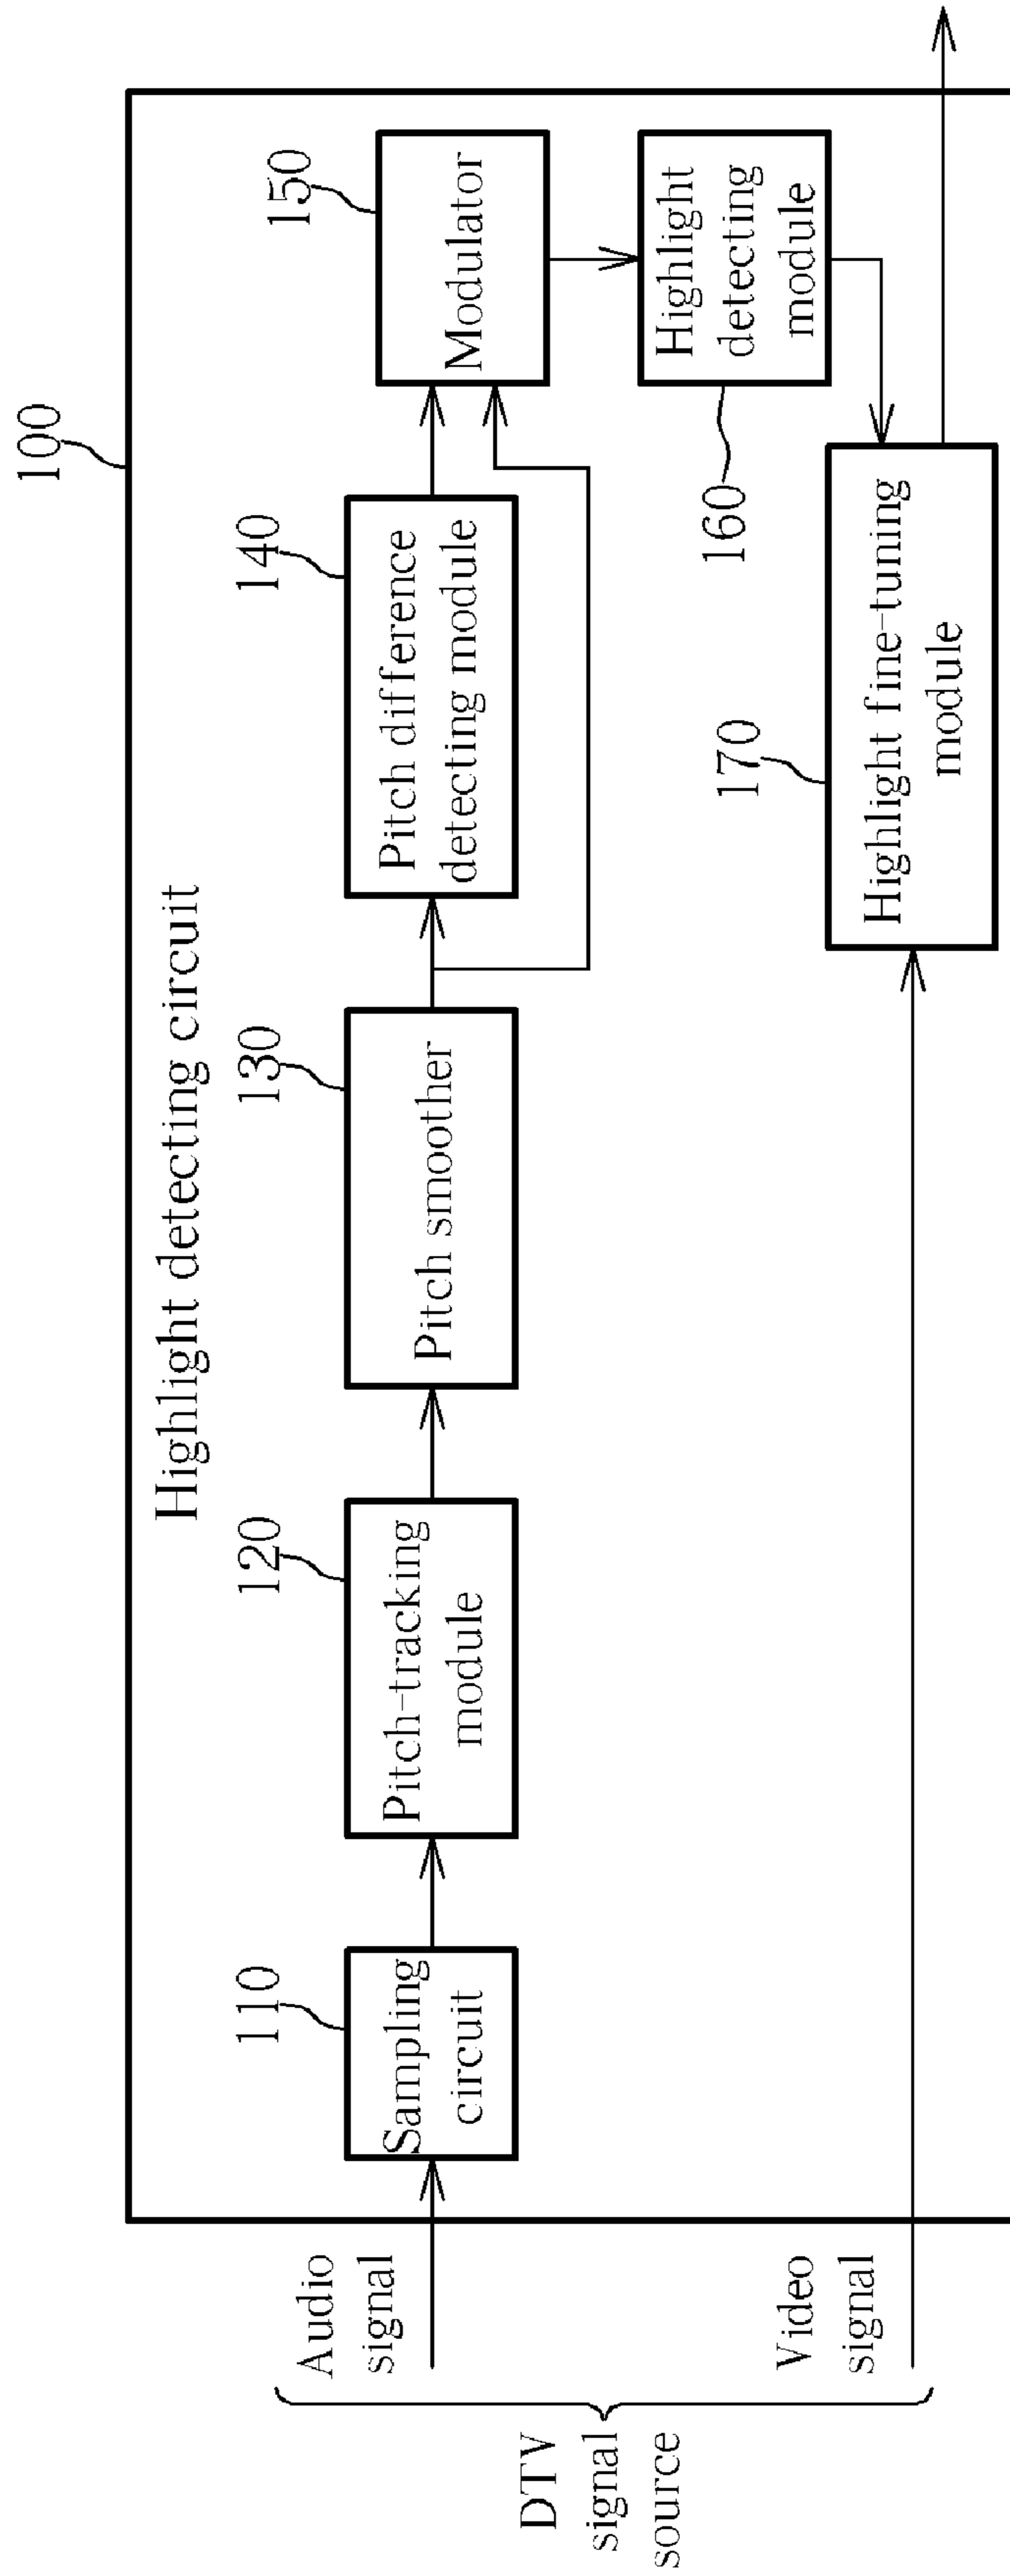 100
Highlight detecting circuit
DTV
signal
source
Audio
signal
110
Sampling
circuit
120
Pitch-tracking
module
130
Pitch smoother
140
Pitch difference
detecting module
150
Modulator
160
Highlight
detecting
module
Video
signal
170
Highlight fine-tuning
module